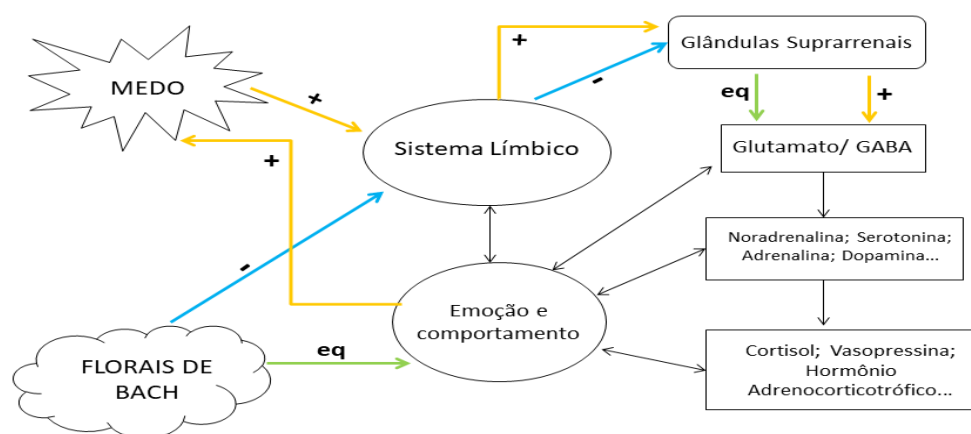 +
Glândulas Suprarrenais
MEDO
+
-
eq
+
Sistema Límbico
Glutamato/ GABA
+
-
Noradrenalina; Serotonina;
Adrenalina; Dopamina...
Emoção e
comportamento
eq
FLORAIS DE
BACH
Cortisol; Vasopressina;
Hormônio
Adrenocorticotrófico...